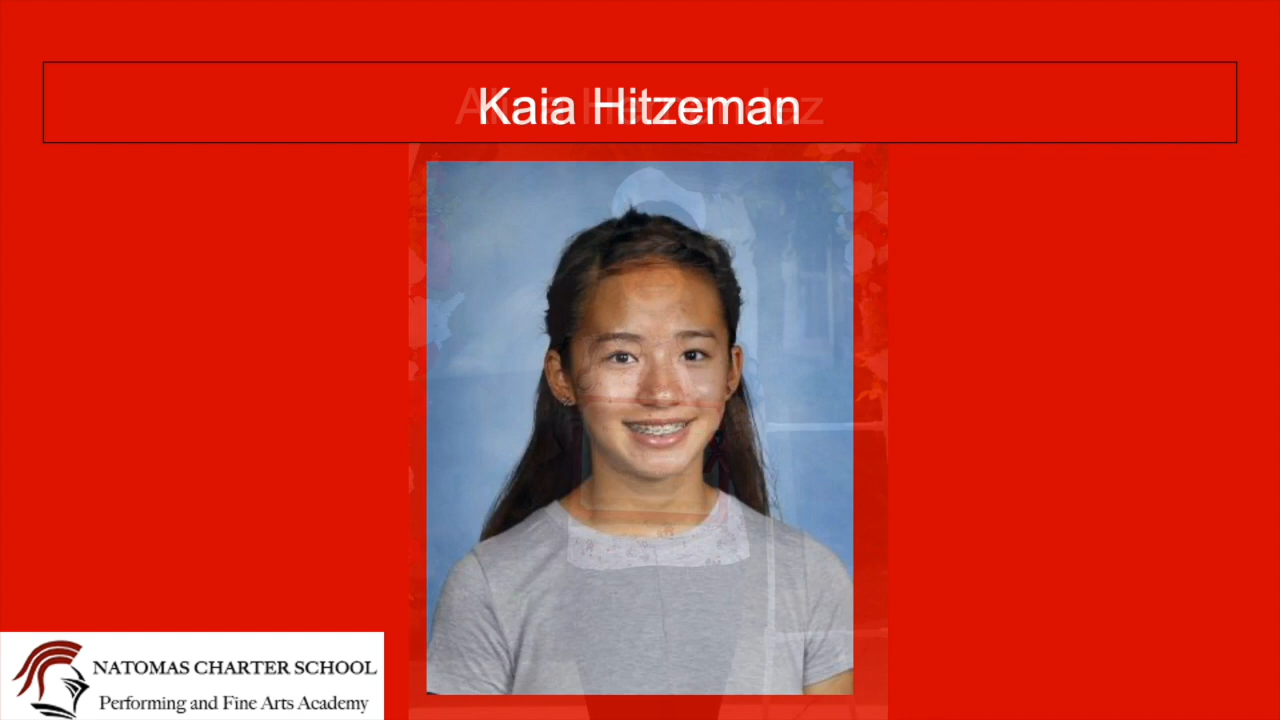 Kaia Hitzeman
NATOMAS CHARTER SCHOOL
Performing and Fine Arts Academy